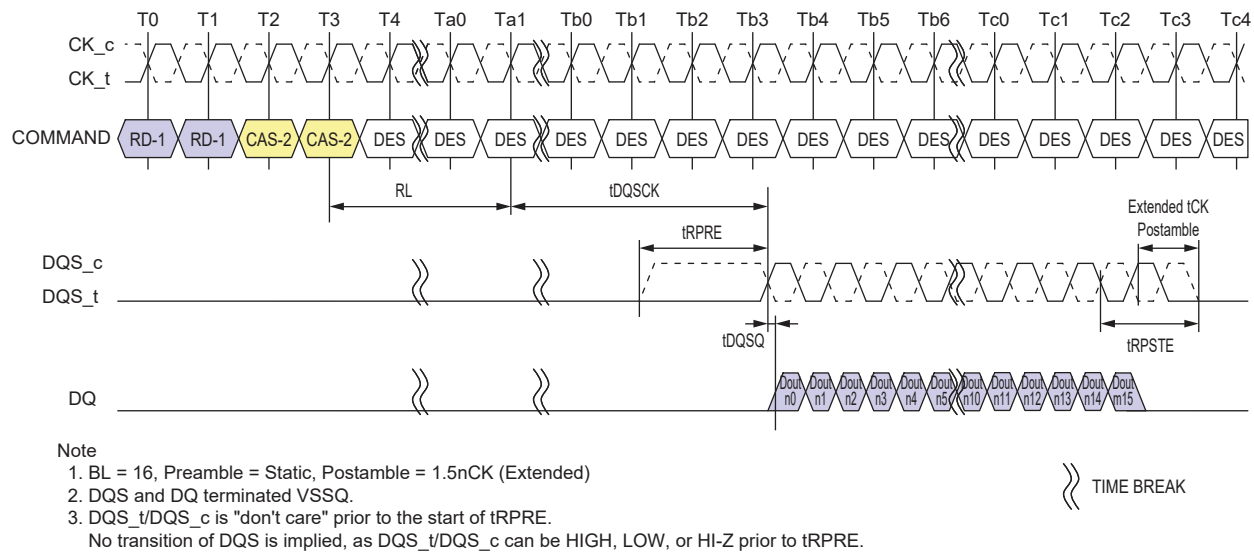 T0 T1 T2 T3 T4 Ta0 Ta1 Tb0 Tb1 Tb2 Tb3 Tb4 Tb5 Tb6 Tc0 Tc1 Tc2 Tc3 Tc4
CK_c
CK_t
COMMAND RD-1 RD-1 CAS-2 CAS-2 DES DES DES DES DES DES DES DES DES DES DES DES DES DES DES
RL tDQSCK
Extended tCK
Postamble
tRPRE
DQS_c
DQS_t
tDQSQ
tRPSTE
DQ
Dout n0 Dout n1 Dout n2 Dout n3 Dout n4 Dout n5 Dout n10 Dout n11 Dout n12 Dout n13 Dout n14 Dout m15
Note
1. BL = 16, Preamble = Static, Postamble = 1.5nCK (Extended)
2. DQS and DQ terminated VSSQ.
3. DQS_t/DQS_c is "don't care" prior to the start of tRPRE.
No transition of DQS is implied, as DQS_t/DQS_c can be HIGH, LOW, or HI-Z prior to tRPRE.
TIME BREAK